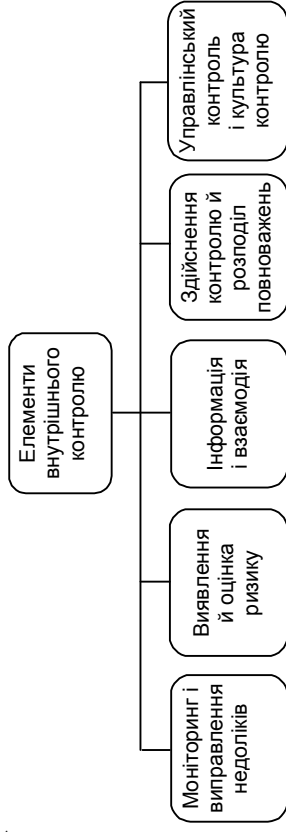 Елементи
внутрішнього
контролю
Моніторинг і
виправлення
недоліків
Виявлення
й оцінка
ризику
Інформація
і взаємодія
Здійснення
контролю й
розподіл
повноважень
Управлінський
контроль
і культура
контролю